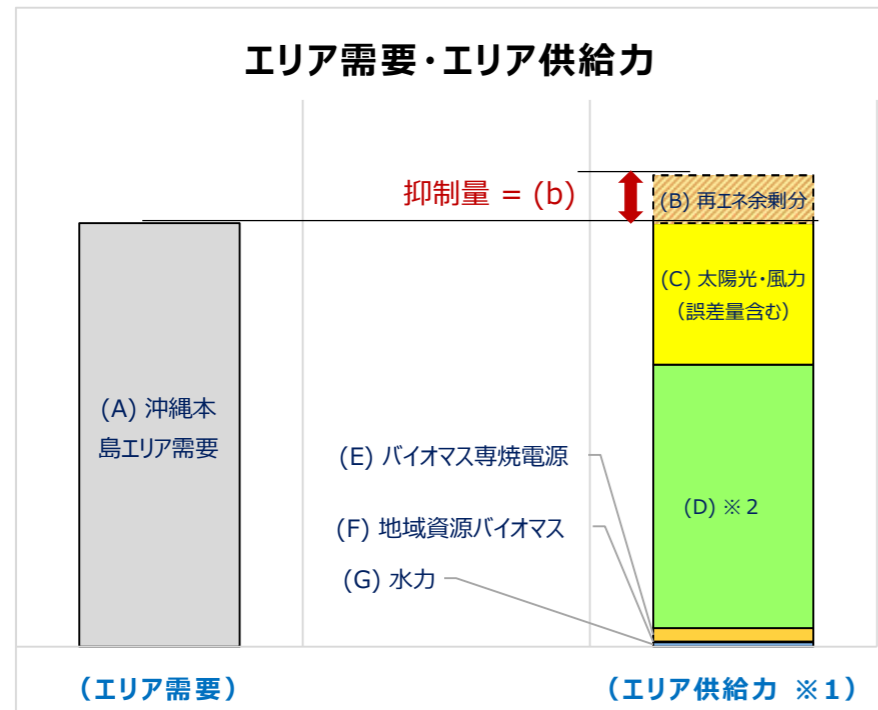 エリア需要・エリア供給力
抑制量 = (b)
(B) 再エネ余剰分
(C) 太陽光・風力
（誤差量含む）
(A) 沖縄本
島エリア需要
(E) バイオマス専焼電源
(D) ※2
(F) 地域資源バイオマス
(G) 水力
（エリア需要）
（エリア供給力 ※1）